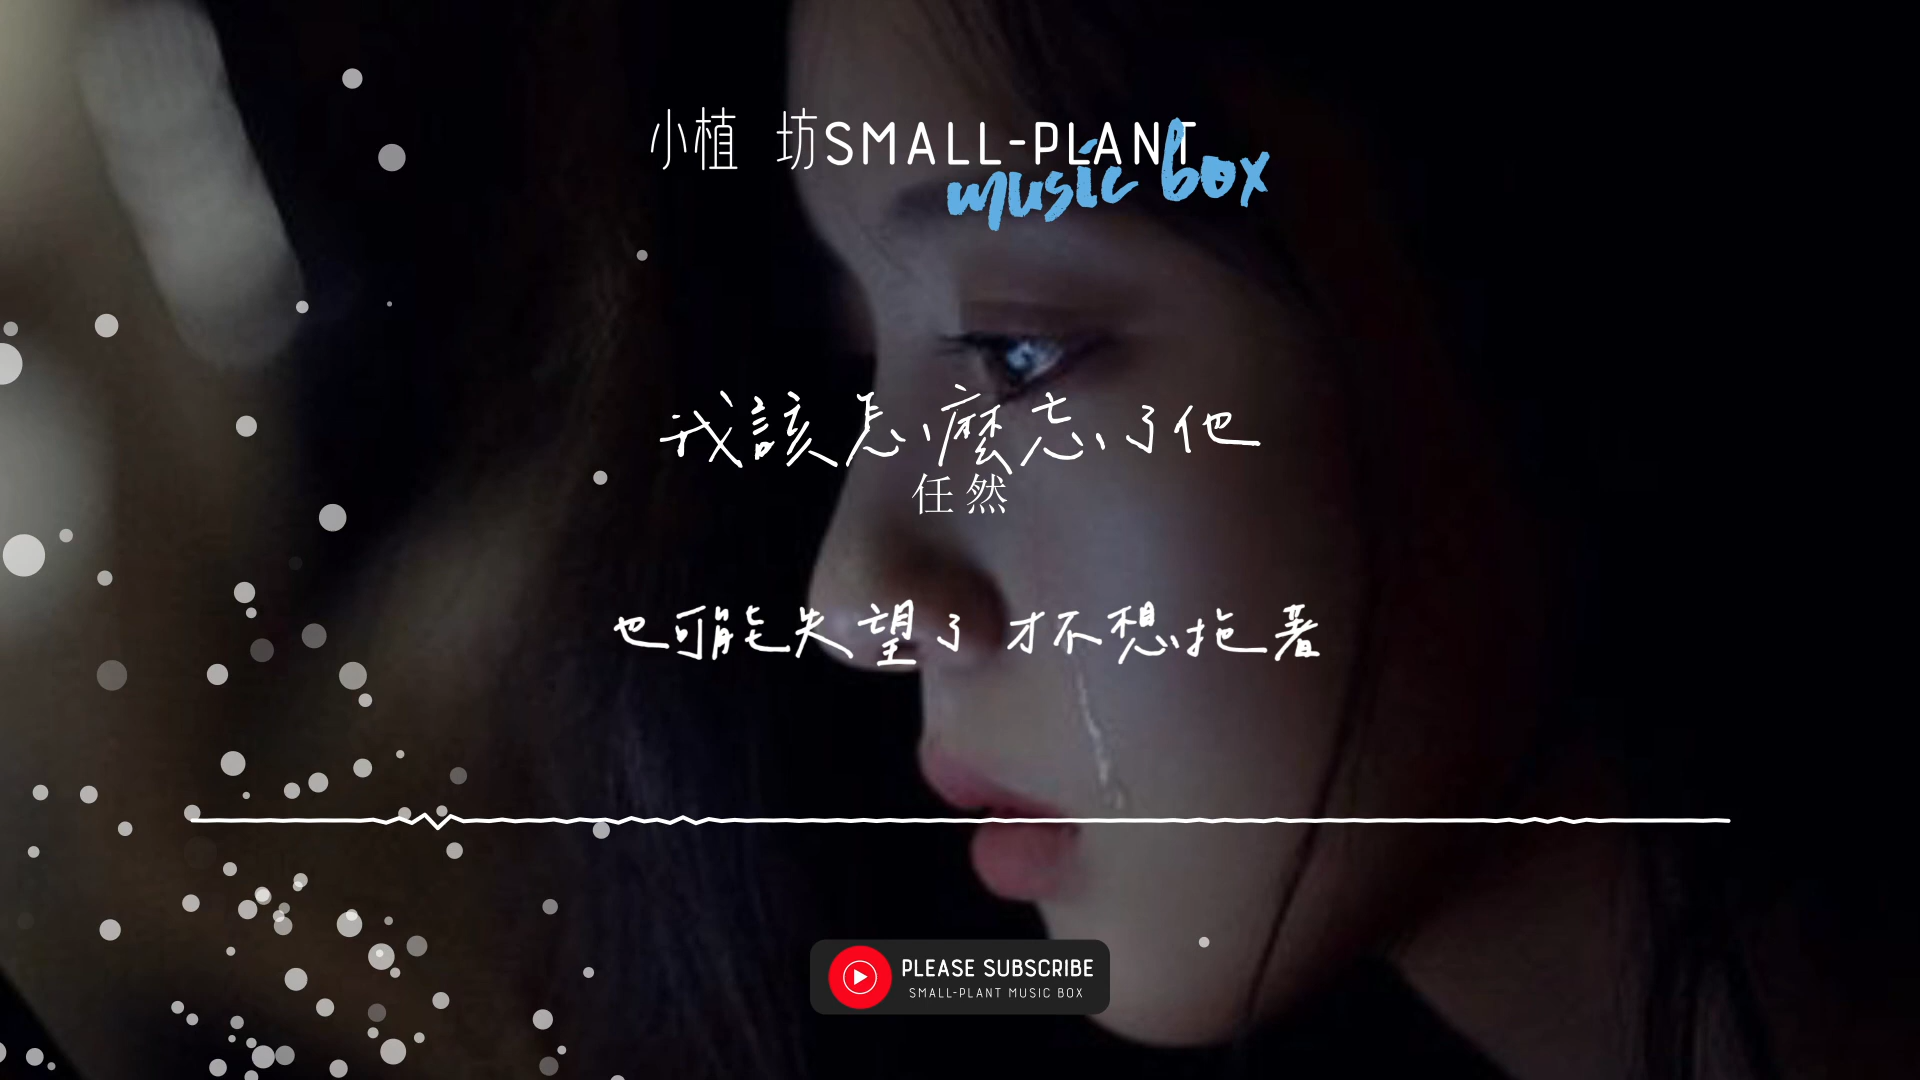 小植 坊SMALL-PLANT
music box
我該怎麼忘了他
任然
也可能失望了 才不想拖著
PLEASE SUBSCRIBE
SMALL-PLANT MUSIC BOX